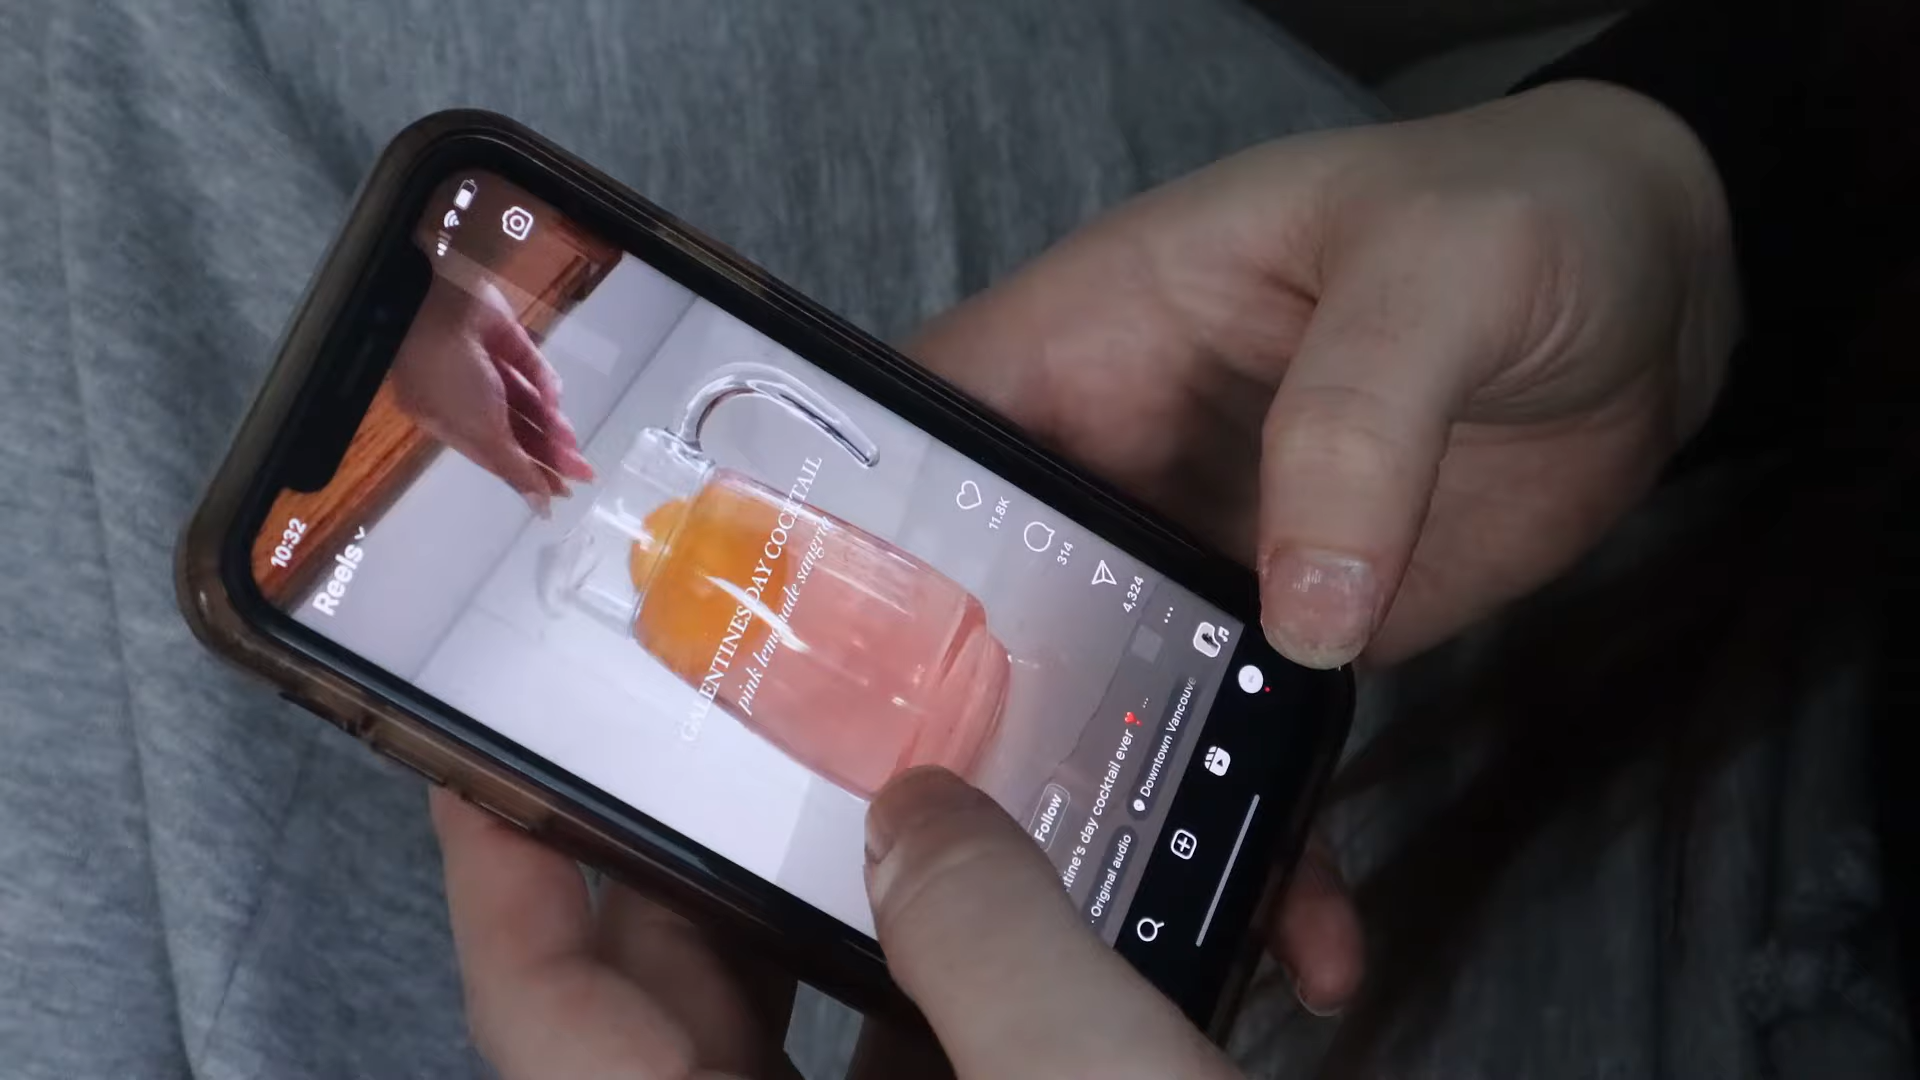 10:32
Reels
GALENTINES DAY COCKTAIL
pink lemonade sangria
11.8K
314
4,324
Follow
ntine's day cocktail ever❣️ ...
Original audio
Downtown Vancouve